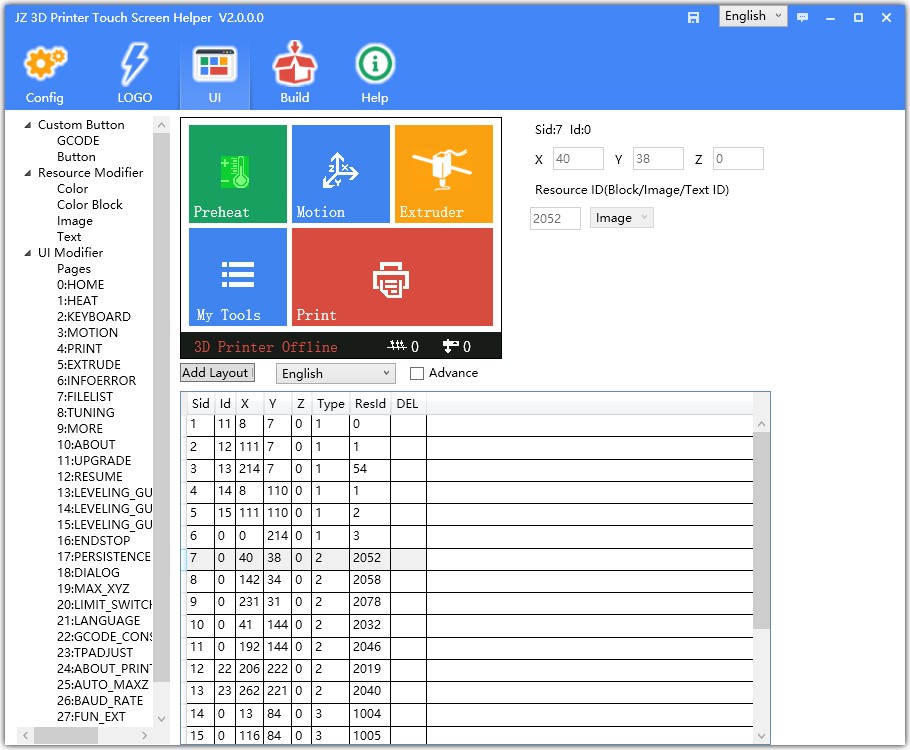 JZ 3D Printer Touch Screen Helper V2.0.0.0
English
Config LOGO UI Build Help
Custom Button
GCODE
Button
Resource Modifier
Color
Color Block
Image
Text
UI Modifier
Pages
0:HOME
1:HEAT
2:KEYBOARD
3:MOTION
4:PRINT
5:EXTRUDE
6:INFOERROR
7:FILELIST
8:TUNING
9:MORE
10:ABOUT
11:UPGRADE
12:RESUME
13:LEVELING_GU
14:LEVELING_GU
15:LEVELING_GU
16:ENDSTOP
17:PERSISTENCE
18:DIALOG
19:MAX_XYZ
20:LIMIT_SWITCH
21:LANGUAGE
22:GCODE_CONS
23:TPADJUST
24:ABOUT_PRINT
25:AUTO_MAXZ
26:BAUD_RATE
27:FUN_EXT
Preheat Motion Extruder
My Tools Print
3D Printer Offline 0 0
Sid:7 Id:0
X 40 Y 38 Z 0
Resource ID(Block/Image/Text ID)
2052 Image
Add Layout English Advance
Sid Id X Y Z Type ResId DEL
1 11 8 7 0 1 0
2 12 111 7 0 1 1
3 13 214 7 0 1 54
4 14 8 110 0 1 1
5 15 111 110 0 1 2
6 0 0 214 0 1 3
7 0 40 38 0 2 2052
8 0 142 34 0 2 2058
9 0 231 31 0 2 2078
10 0 41 144 0 2 2032
11 0 192 144 0 2 2046
12 22 206 222 0 2 2019
13 23 262 221 0 2 2040
14 0 13 84 0 3 1004
15 0 116 84 0 3 1005